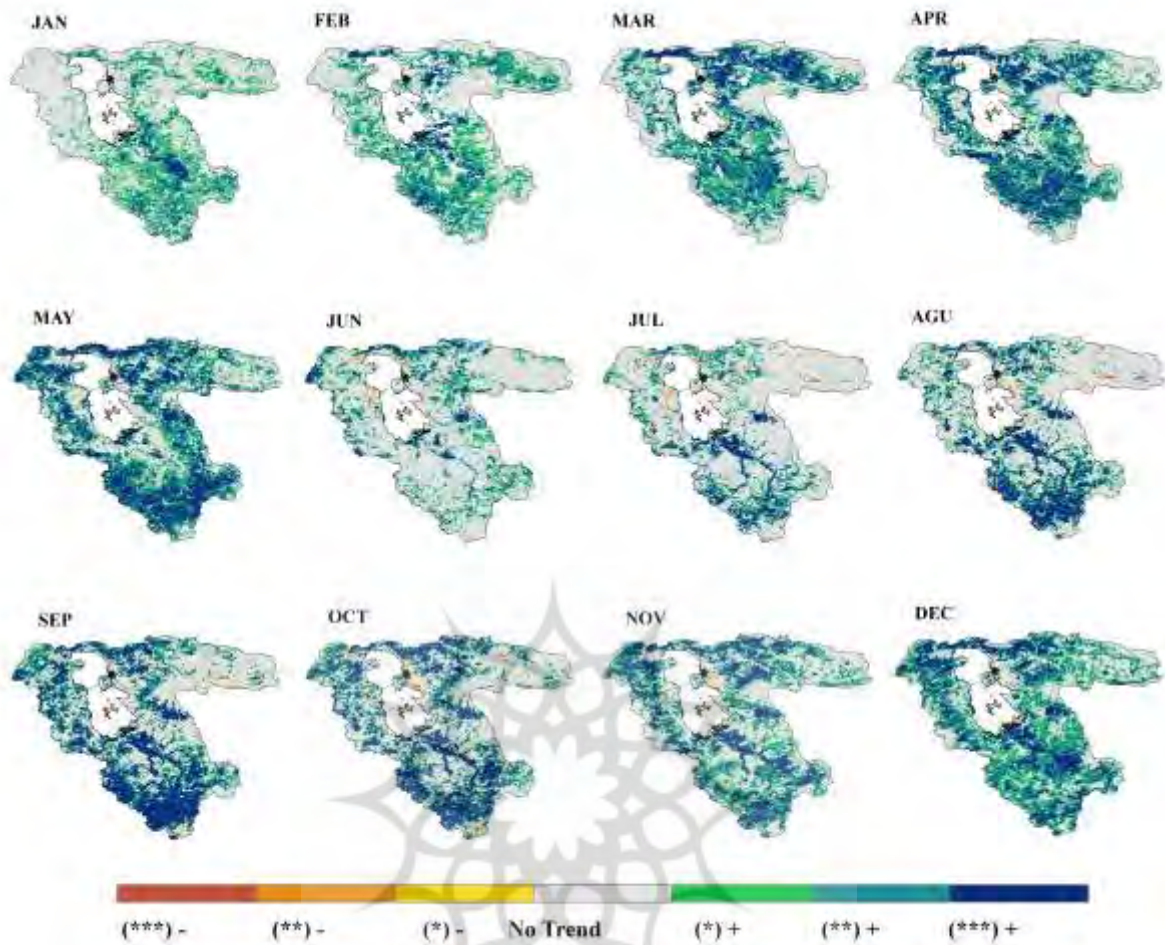 JAN FEB MAR APR
MAY JUN JUL AGU
SEP OCT NOV DEC
(***) - (**) - (*) - No Trend (*) + (**) + (***) +